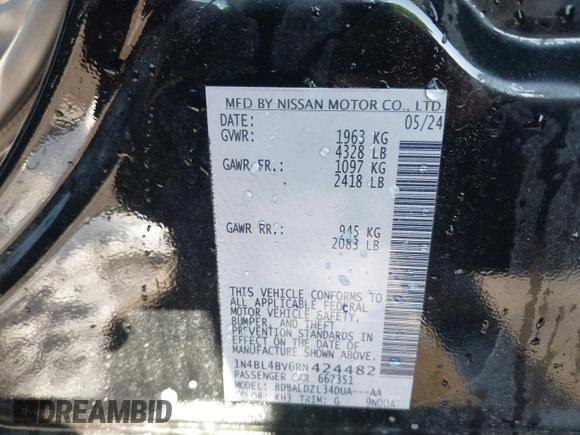 MFD BY NISSAN MOTOR CO., LTD.
DATE: 05/24
GVWR: 1963 KG
4328 LB
GAWR FR.: 1097 KG
2418 LB
GAWR RR.: 945 KG
2083 LB
THIS VEHICLE CONFORMS TO
ALL APPLICABLE FEDERAL
MOTOR VEHICLE SAFETY,
BUMPER, AND THEFT
PREVENTION STANDARDS IN
EFFECT ON THE DATE OF
MANUFACTURE SHOWN ABOVE.
1N4BL4BV6RN424482
PASSENGER CAR 667351
MODEL: BDBALDZL34DUA---AA
COLOR: KH3 TRIM: G 9N00A
DREAMBID